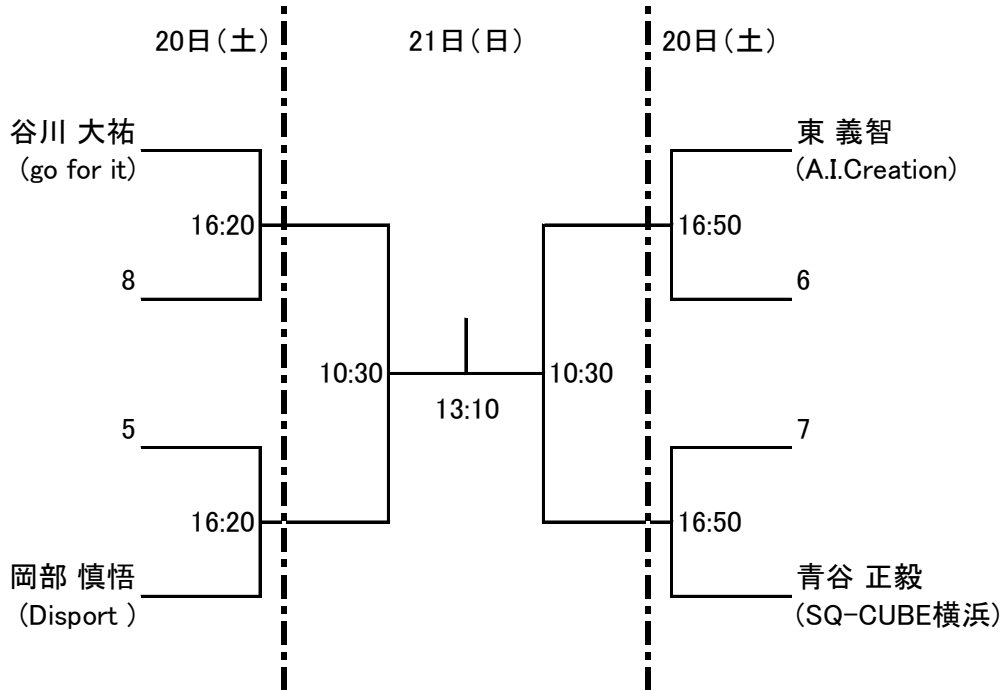 20日(土)
21日(日)
20日(土)
谷川 大祐
(go for it)
東 義智
(A.I.Creation)
16:20
16:50
8
6
10:30
10:30
13:10
5
7
16:20
16:50
岡部 慎悟
(Disport )
青谷 正毅
(SQ-CUBE横浜)